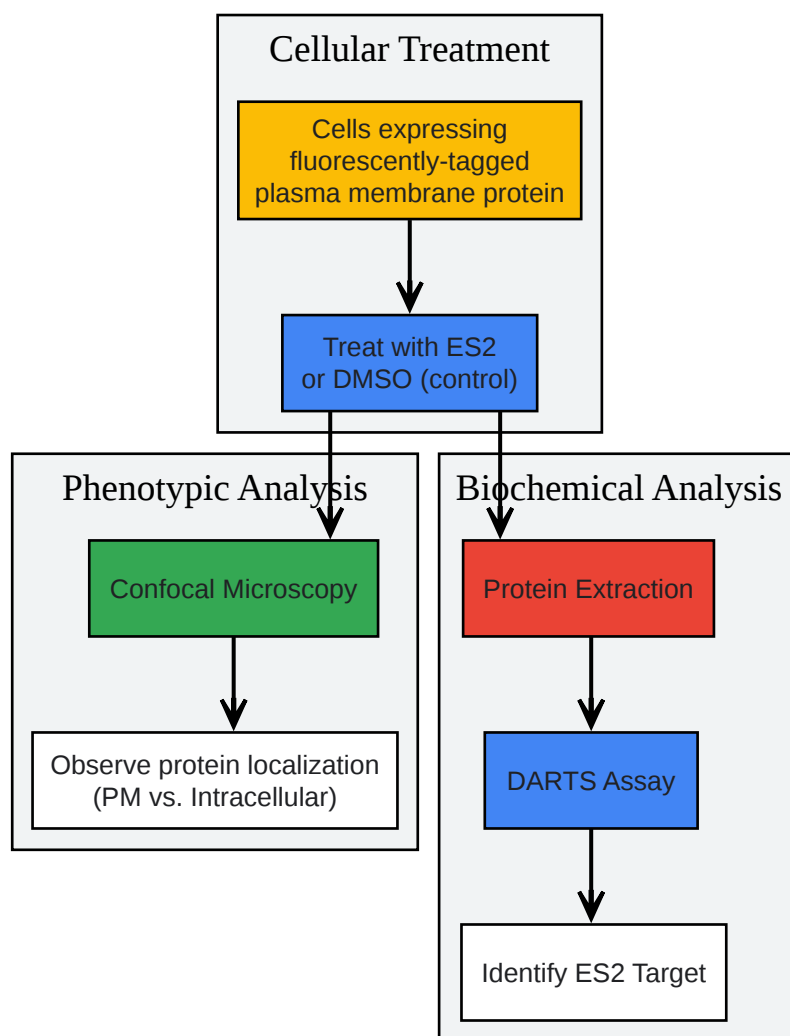 Cellular Treatment
Cells expressing
fluorescently-tagged
plasma membrane protein
Treat with ES2
or DMSO (control)
Phenotypic Analysis
Confocal Microscopy
Observe protein localization
(PM vs. Intracellular)
Biochemical Analysis
Protein Extraction
DARTS Assay
Identify ES2 Target